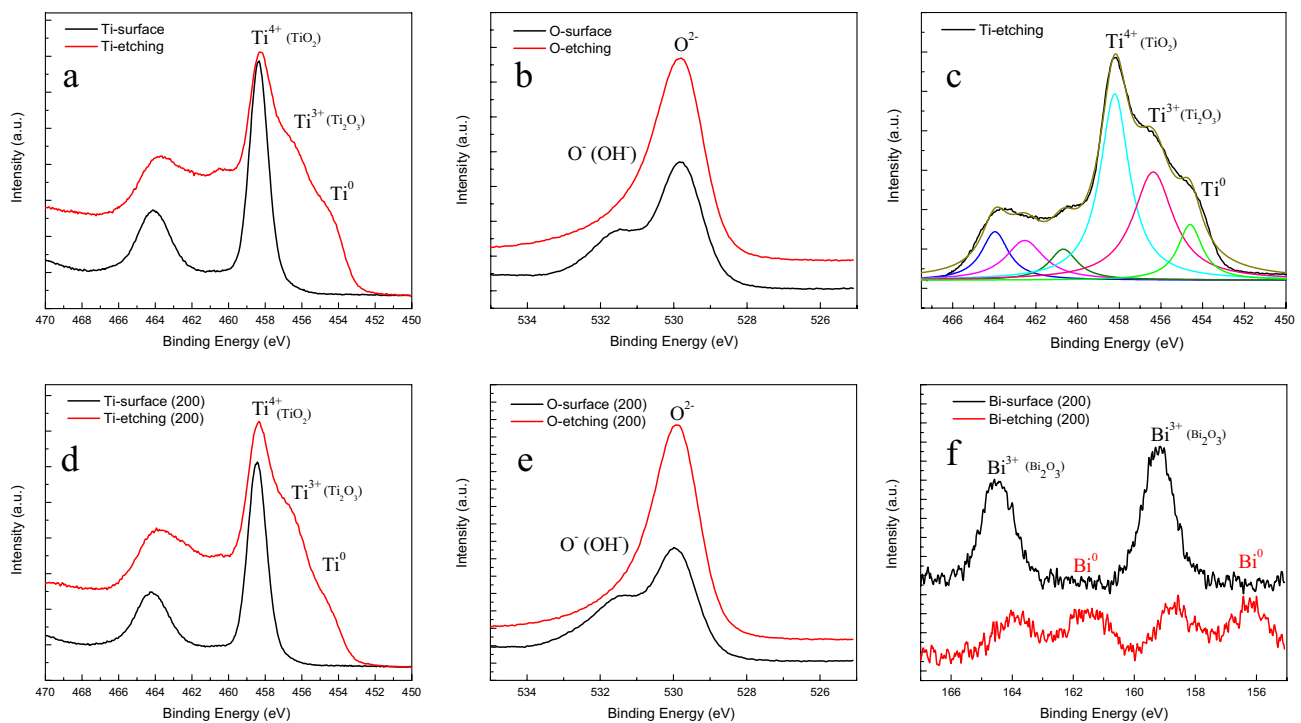 Ti-surface
Ti-etching
a
Ti4+ (TiO2)
Ti3+ (Ti2O3)
Ti0
Intensity (a.u.)
470 468 466 464 462 460 458 456 454 452 450
Binding Energy (eV)
O-surface
O-etching
b
O2-
O- (OH-)
Intensity (a.u.)
534 532 530 528 526
Binding Energy (eV)
Ti-etching
c
Ti4+ (TiO2)
Ti3+ (Ti2O3)
Ti0
Intensity (a.u.)
466 464 462 460 458 456 454 452 450
Binding Energy (eV)
Ti-surface (200)
Ti-etching (200)
d
Ti4+ (TiO2)
Ti3+ (Ti2O3)
Ti0
Intensity (a.u.)
470 468 466 464 462 460 458 456 454 452 450
Binding Energy (eV)
O-surface (200)
O-etching (200)
e
O2-
O- (OH-)
Intensity (a.u.)
534 532 530 528 526
Binding Energy (eV)
Bi-surface (200)
Bi-etching (200)
f
Bi3+ (Bi2O3)
Bi3+ (Bi2O3)
Bi0
Bi0
Intensity (a.u.)
166 164 162 160 158 156
Binding Energy (eV)